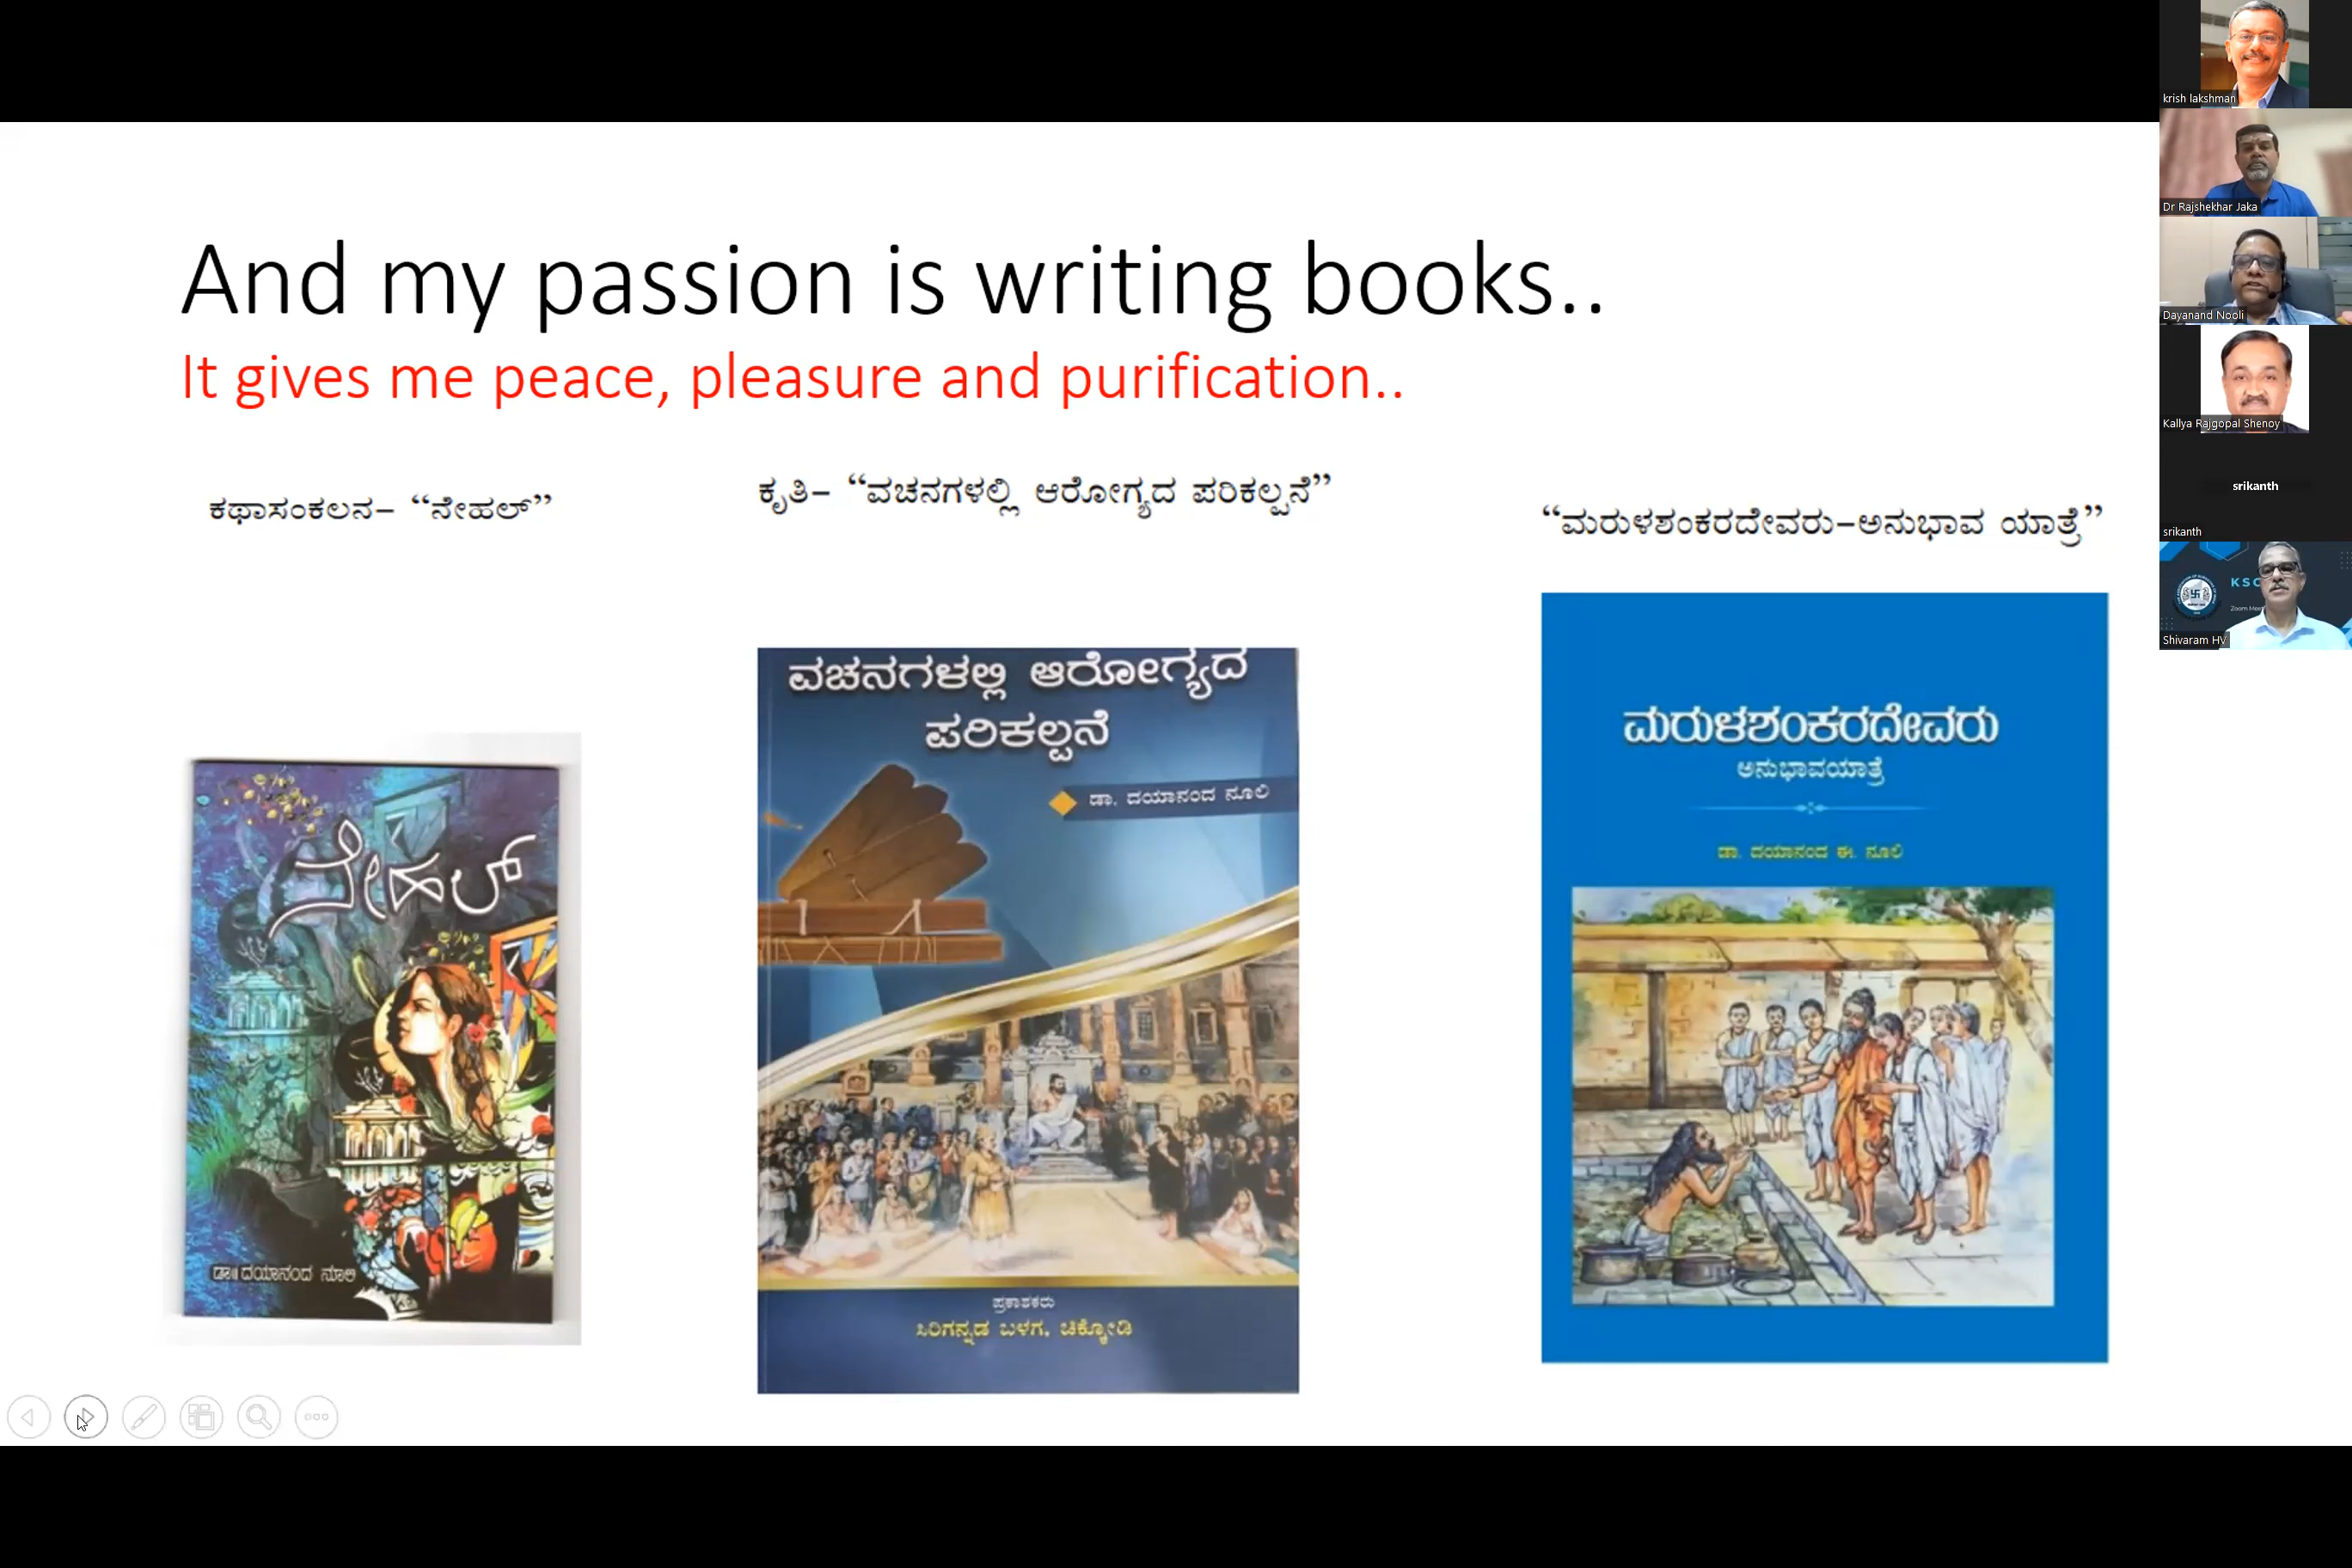 And my passion is writing books..
It gives me peace, pleasure and purification..
ಕಥಾಸಂಕಲನ– “ನೇಹಲ್”
ಕೃತಿ– “ವಚನಗಳಲ್ಲಿ ಆರೋಗ್ಯದ ಪರಿಕಲ್ಪನೆ”
“ಮರುಳಶಂಕರದೇವರು–ಅನುಭಾವ ಯಾತ್ರೆ”
ನೇಹಲ್
ಡಾ॥ ದಯಾನಂದ ನೂಲಿ
ವಚನಗಳಲ್ಲಿ ಆರೋಗ್ಯದ
ಪರಿಕಲ್ಪನೆ
ಡಾ. ದಯಾನಂದ ನೂಲಿ
ಪ್ರಕಾಶಕರು
ಸಿರಿಗನ್ನಡ ಬಳಗ, ಚಿಕ್ಕೋಡಿ
ಮರುಳಶಂಕರದೇವರು
ಅನುಭಾವಯಾತ್ರೆ
ಡಾ. ದಯಾನಂದ ಈ. ನೂಲಿ
krish lakshman
Dr Rajshekhar Jaka
Dayanand Nooli
Kallya Rajgopal Shenoy
srikanth
srikanth
KSC
Zoom Meet
Shivaram HV